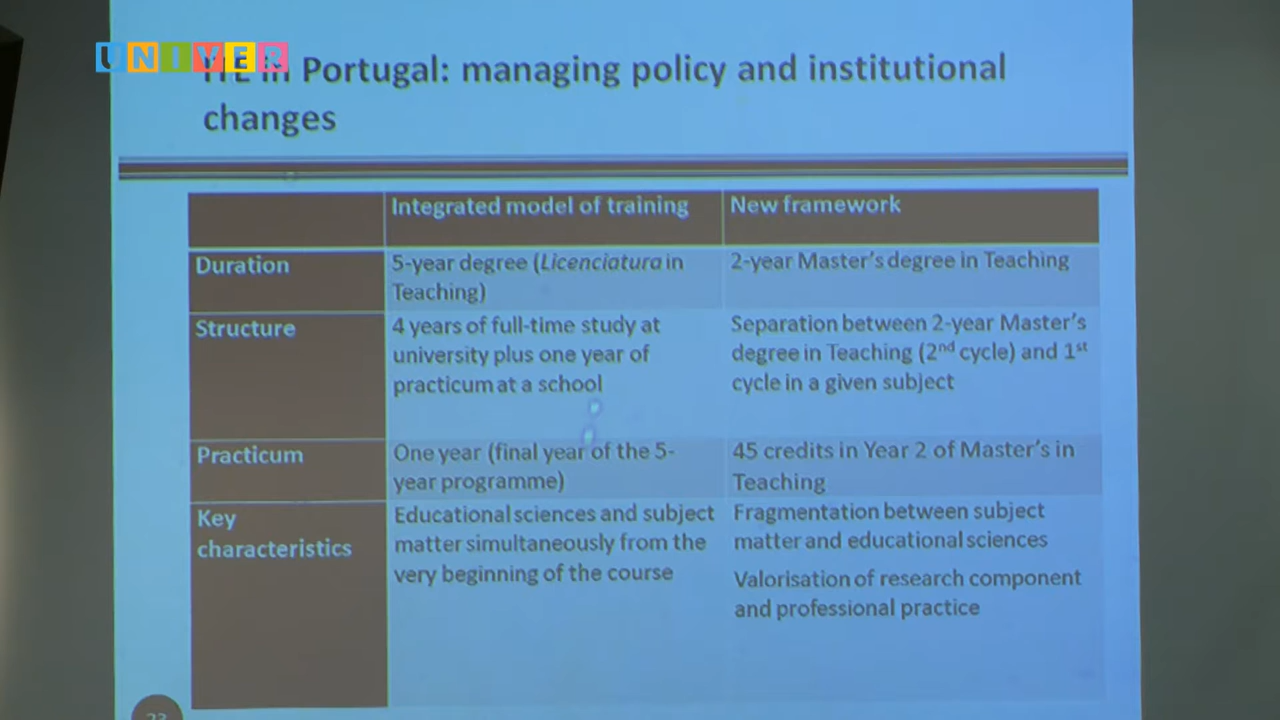 UNIVER
in Portugal: managing policy and institutional
changes
Integrated model of training
New framework
Duration
5-year degree (Licenciatura in
Teaching)
2-year Master's degree in Teaching
Structure
4 years of full-time study at
university plus one year of
practicum at a school
Separation between 2-year Master's
degree in Teaching (2nd cycle) and 1st
cycle in a given subject
Practicum
One year (final year of the 5-
year programme)
45 credits in Year 2 of Master's in
Teaching
Key
characteristics
Educational sciences and subject
matter simultaneously from the
very beginning of the course
Fragmentation between subject
matter and educational sciences
Valorisation of research component
and professional practice